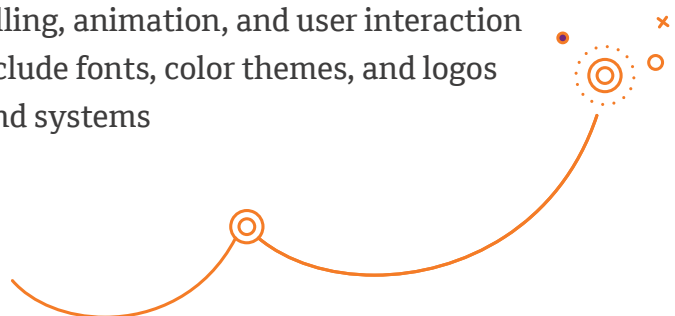 lling, animation, and user interaction
clude fonts, color themes, and logos
nd systems